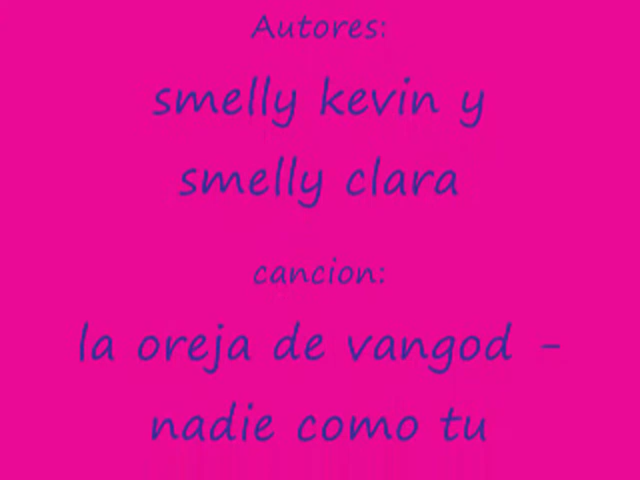 Autores:
smelly kevin y
smelly clara
cancion:
la oreja de vangod -
nadie como tu